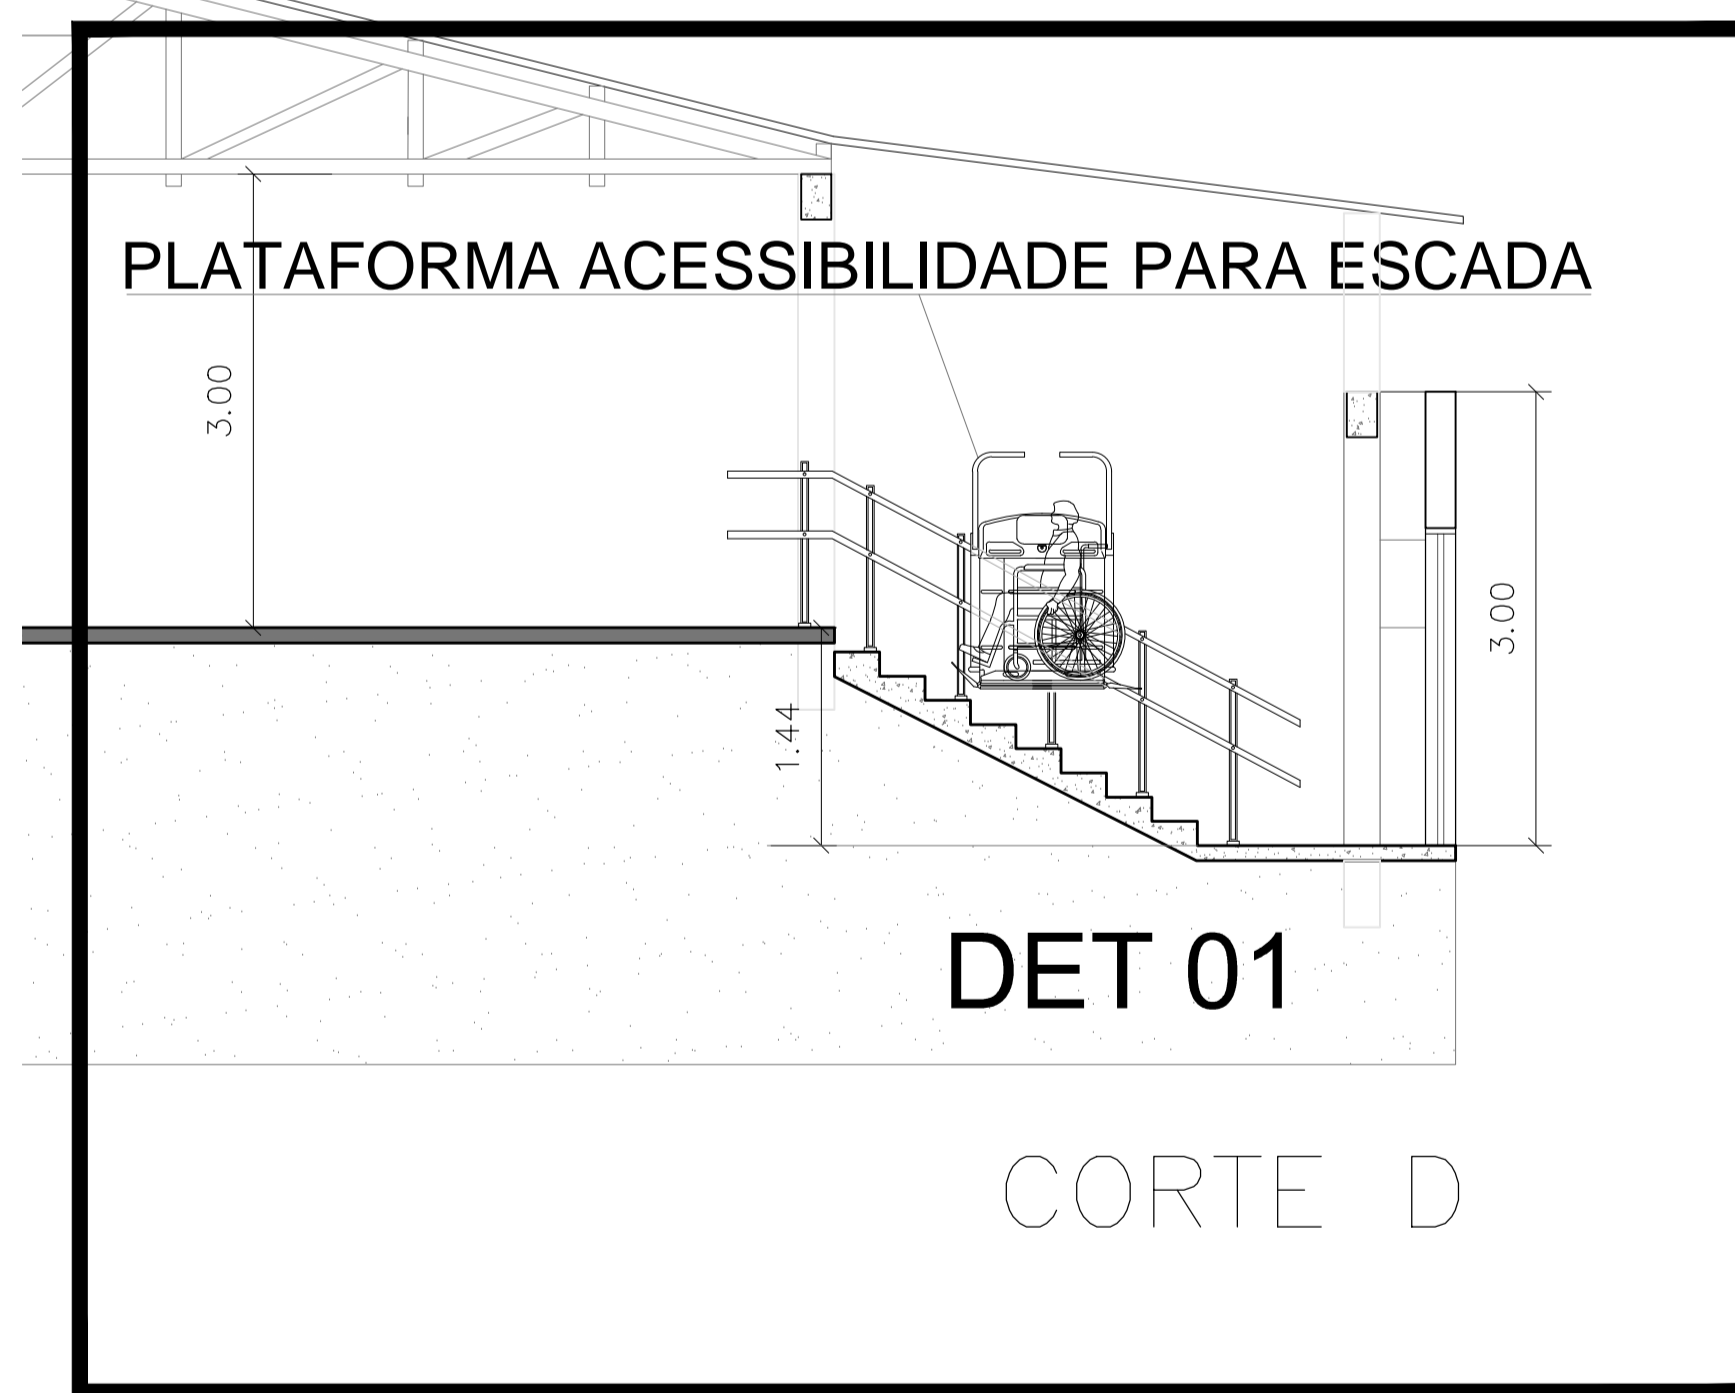 PLATAFORMA ACESSIBILIDADE PARA ESCADA
3.00
3.00
1.44
DET 01
CORTE D